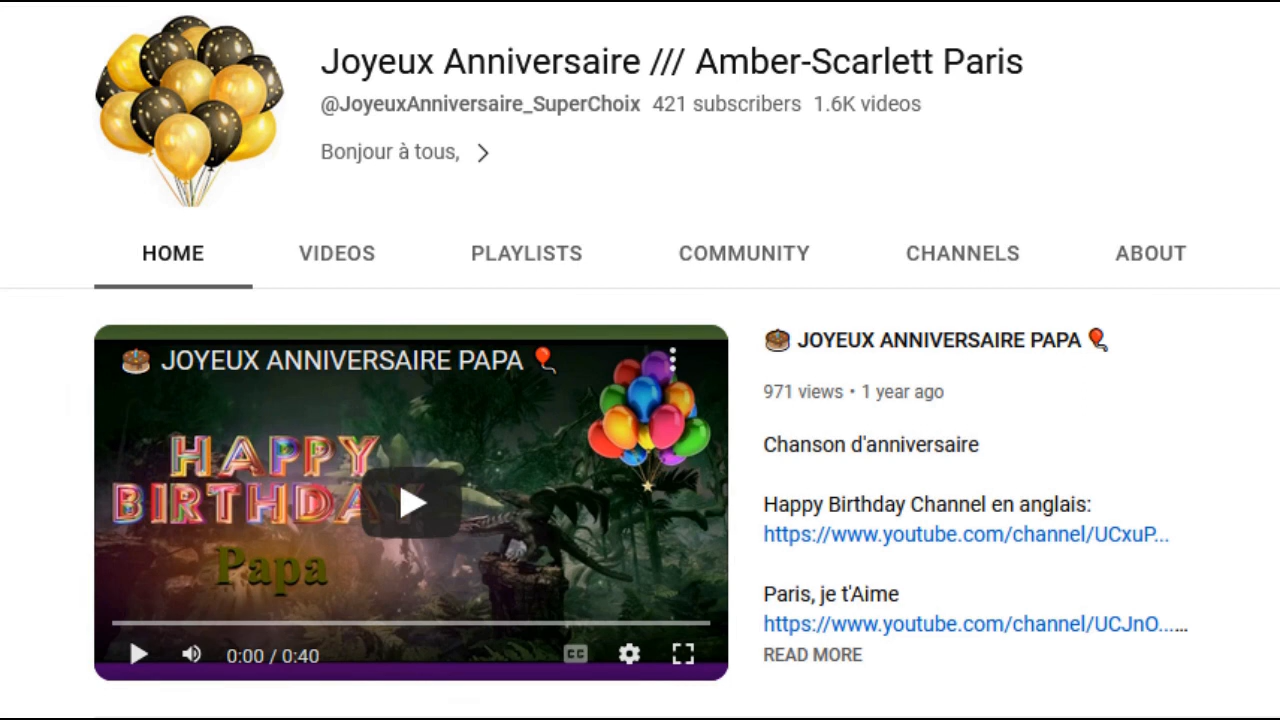 Joyeux Anniversaire /// Amber-Scarlett Paris
@JoyeuxAnniversaire_SuperChoix 421 subscribers 1.6K videos
Bonjour à tous,
HOME VIDEOS PLAYLISTS COMMUNITY CHANNELS ABOUT
JOYEUX ANNIVERSAIRE PAPA
HAPPY
BIRTHDAY
Papa
0:00 / 0:40
CC
JOYEUX ANNIVERSAIRE PAPA
971 views • 1 year ago
Chanson d'anniversaire
Happy Birthday Channel en anglais:
https://www.youtube.com/channel/UCxuP...
Paris, je t'Aime
https://www.youtube.com/channel/UCJnO......
READ MORE